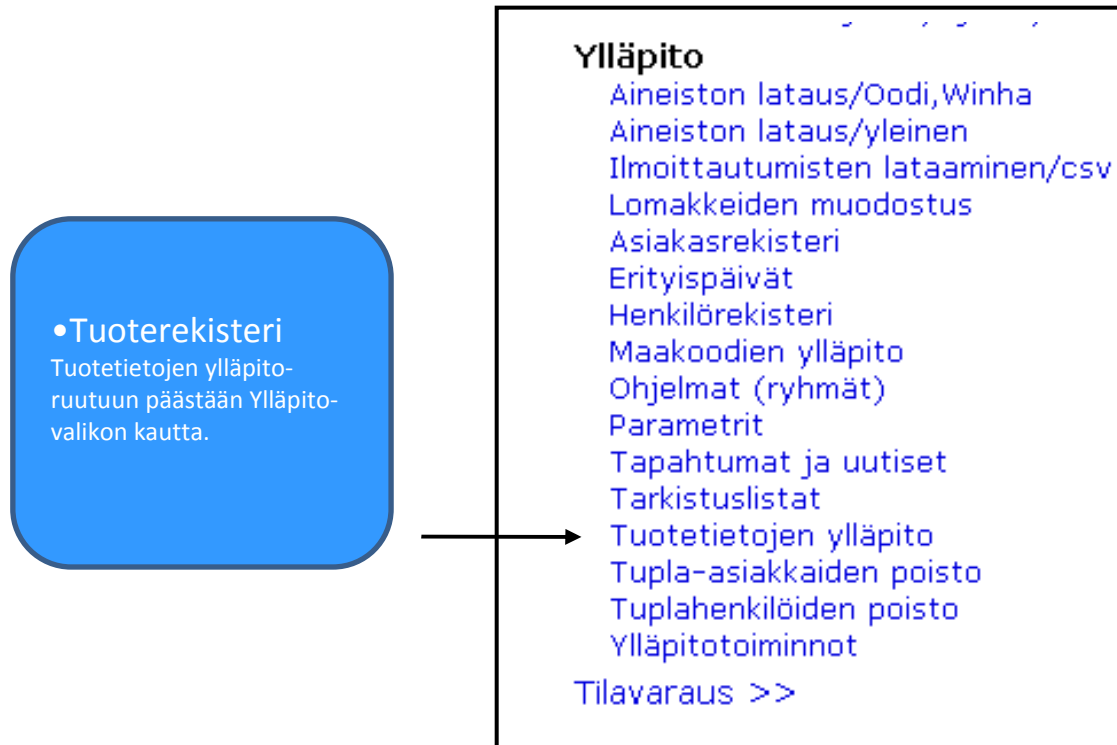 •Tuoterekisteri
Tuotetietojen ylläpito-
ruutuun päästään Ylläpito-
valikon kautta.
Ylläpito
Aineiston lataus/Oodi,Winha
Aineiston lataus/yleinen
Ilmoittautumisten lataaminen/csv
Lomakkeiden muodostus
Asiakasrekisteri
Erityispäivät
Henkilörekisteri
Maakoodien ylläpito
Ohjelmat (ryhmät)
Parametrit
Tapahtumat ja uutiset
Tarkistuslistat
Tuotetietojen ylläpito
Tupla-asiakkaiden poisto
Tuplahenkilöiden poisto
Ylläpitotoiminnot
Tilavaraus >>